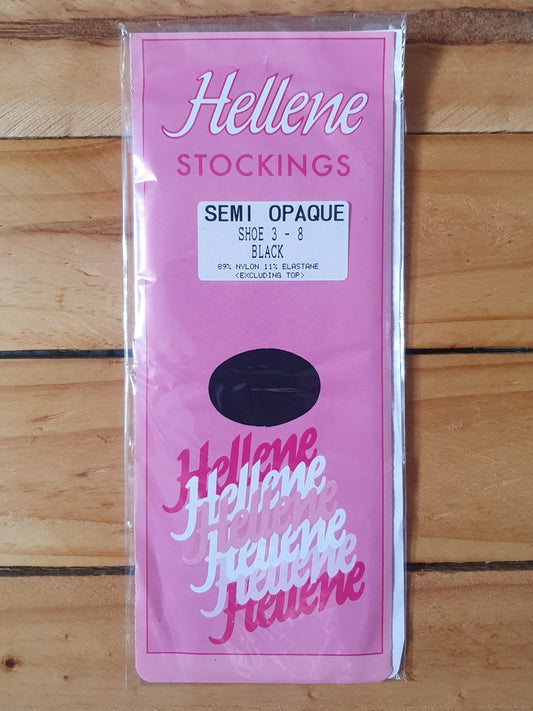 Hellene
STOCKINGS
SEMI OPAQUE
SHOE 3 - 8
BLACK
89% NYLON 11% ELASTANE
<EXCLUDING TOP>
Hellene
Hellene
Hellene
Hellene
Hellene
Hellene